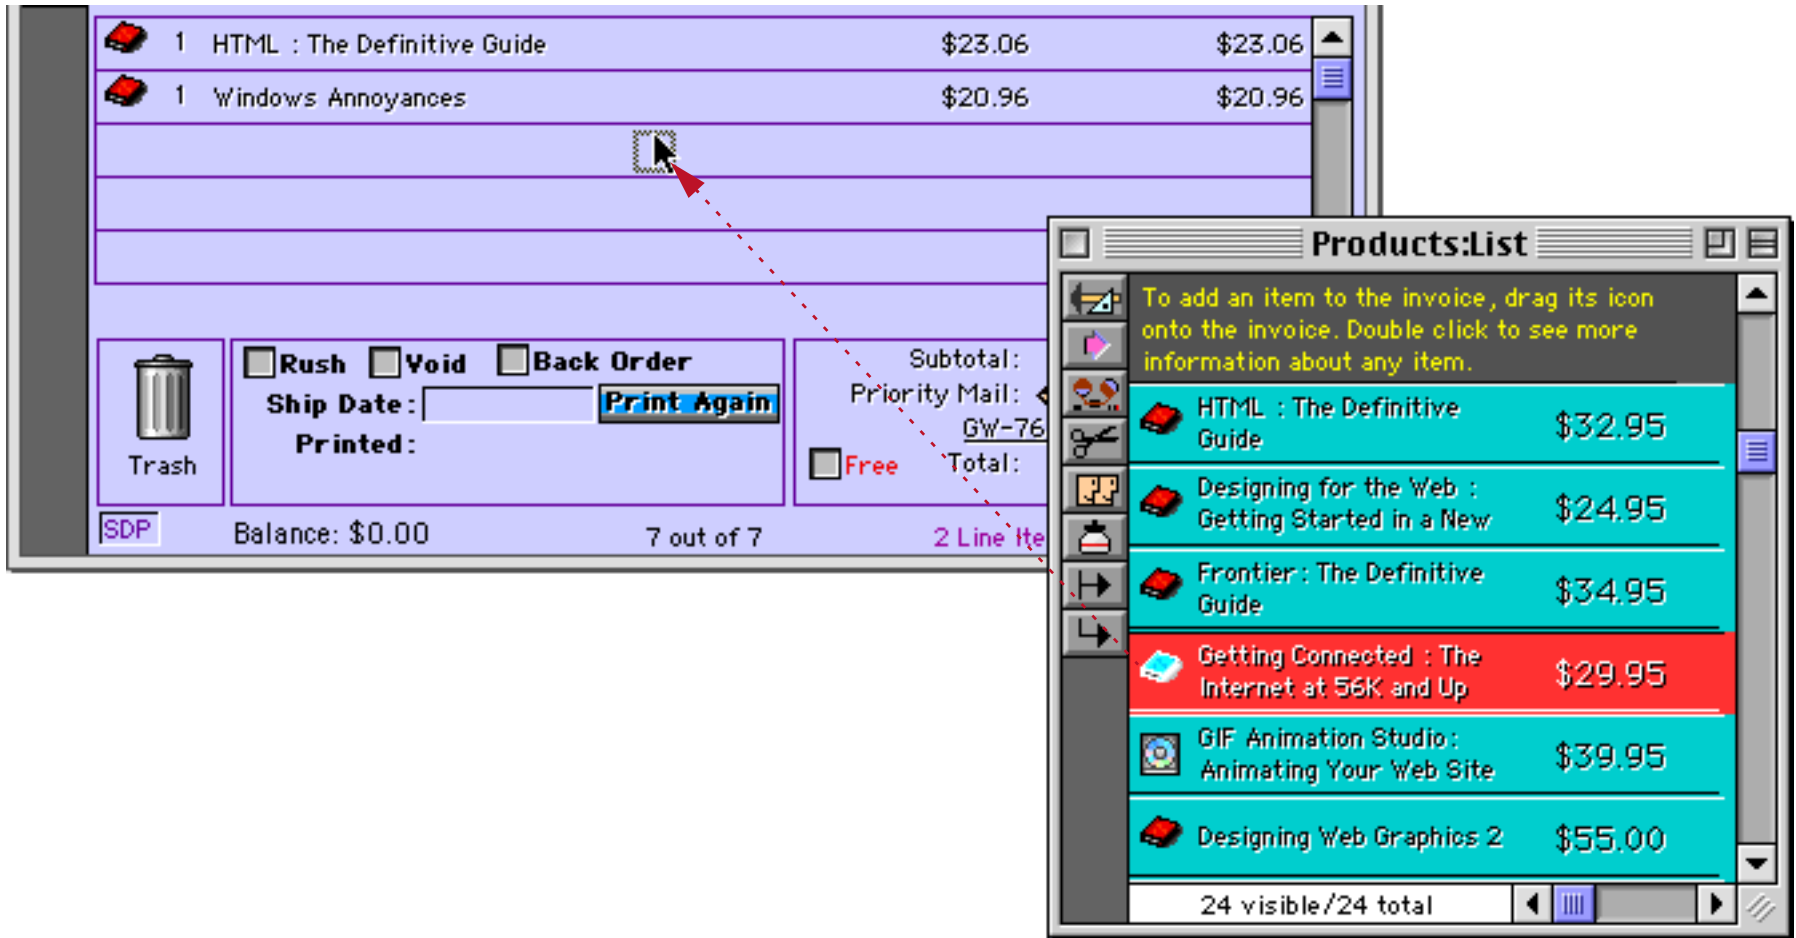 1 HTML : The Definitive Guide $23.06 $23.06
1 Windows Annoyances $20.96 $20.96
Trash
Rush Void Back Order
Ship Date: Print Again
Printed:
Subtotal:
Priority Mail:
GW-76
Free Total:
SDP Balance: $0.00 7 out of 7 2 Line Ite
Products:List
To add an item to the invoice, drag its icon
onto the invoice. Double click to see more
information about any item.
HTML : The Definitive
Guide
$32.95
Designing for the Web :
Getting Started in a New
$24.95
Frontier : The Definitive
Guide
$34.95
Getting Connected : The
Internet at 56K and Up
$29.95
GIF Animation Studio :
Animating Your Web Site
$39.95
Designing Web Graphics 2 $55.00
24 visible/24 total